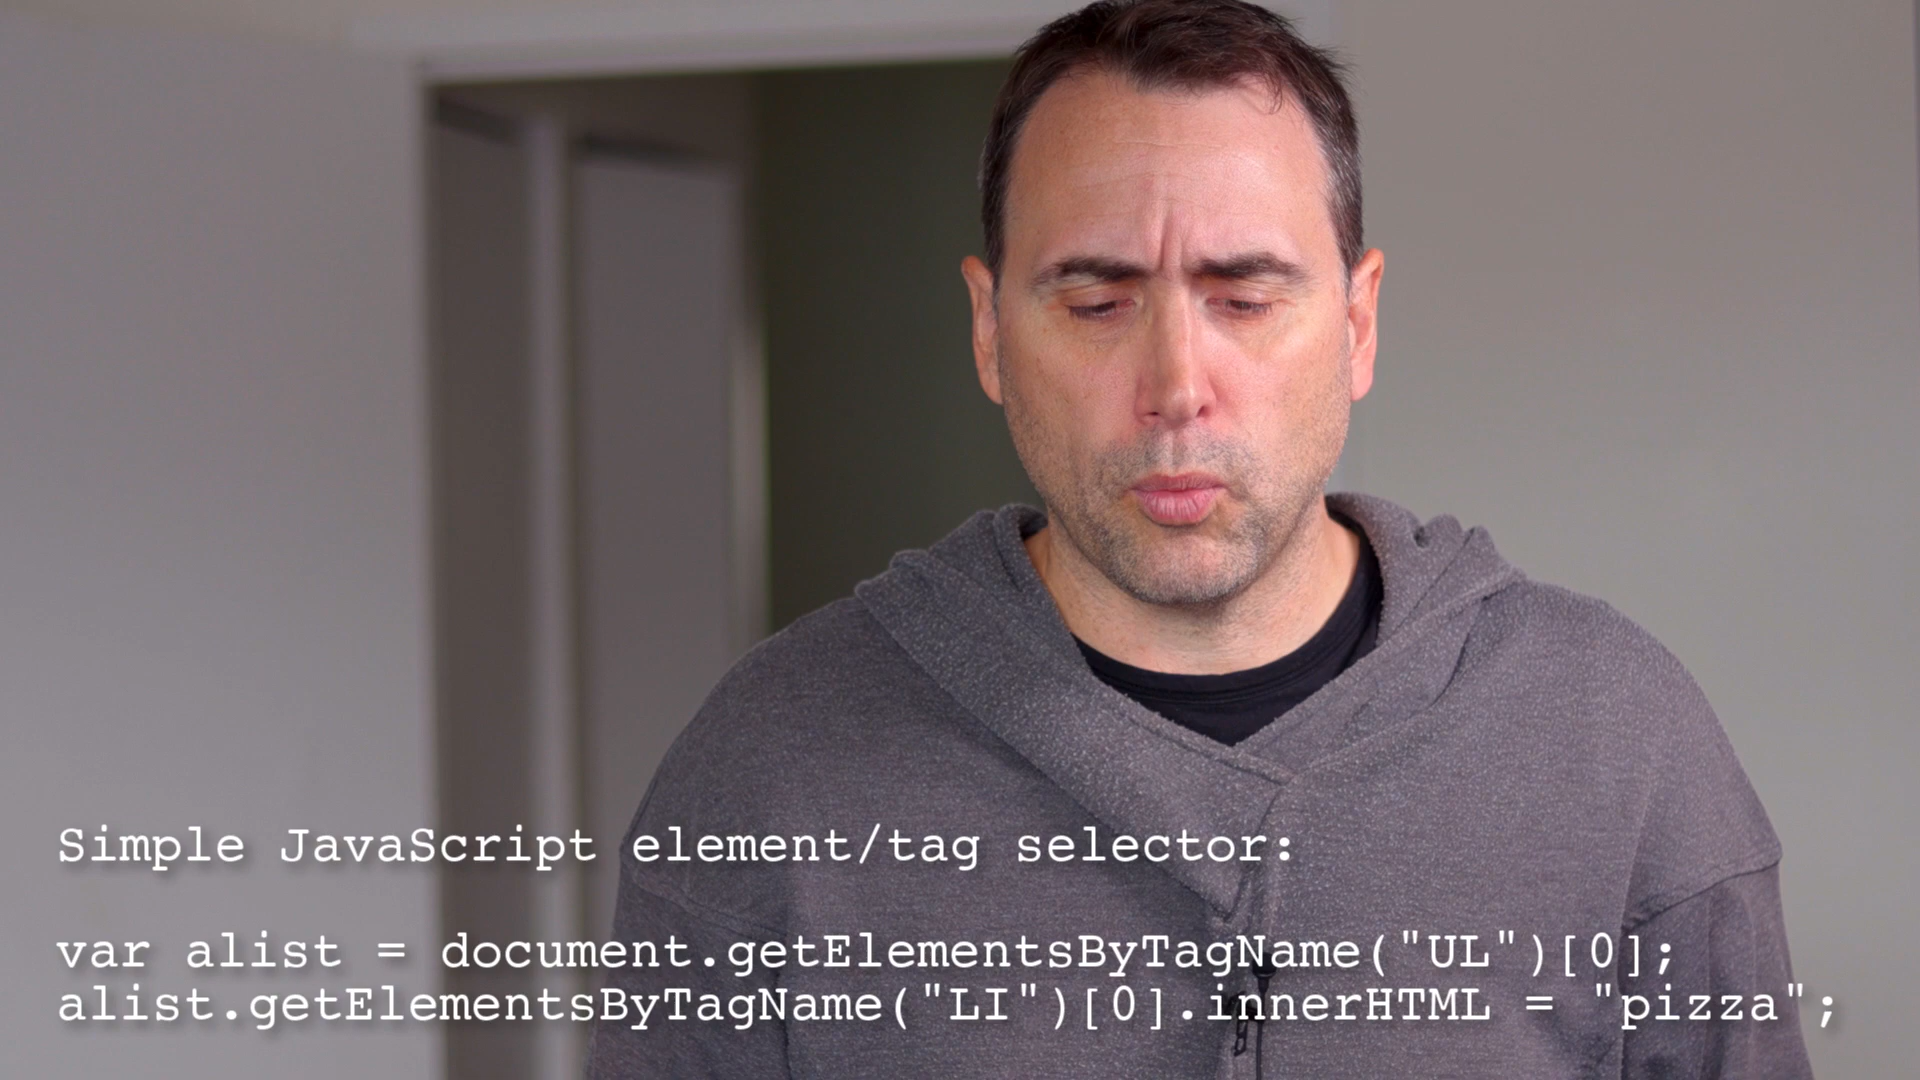 Simple JavaScript element/tag selector:
var alist = document.getElementsByTagName("UL")[0];
alist.getElementsByTagName("LI")[0].innerHTML = "pizza";